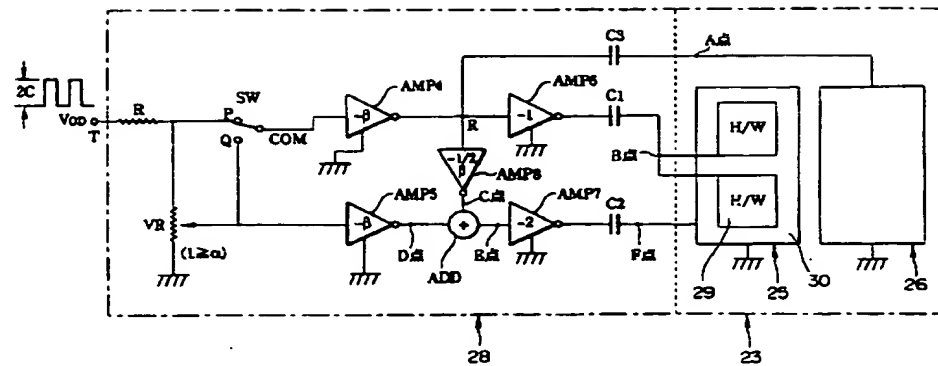 C3
A点
2C
AMP4
AMP6
C1
SW
R
P
VDD
T
COM
-β
R
-1
H/W
Q
-1/2
β
AMP8
B点
C点
AMP5
AMP7
C2
H/W
VR
-β
+
-2
(1≧α)
D点
E点
F点
ADD
29
25
30
26
28
23